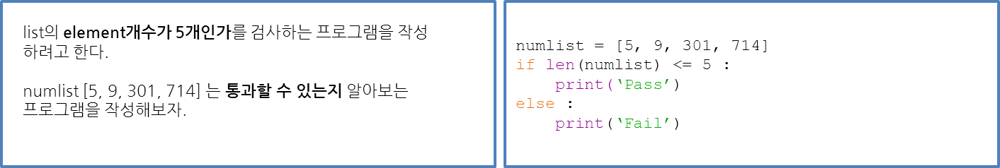 list의 element개수가 5개인가를 검사하는 프로그램을 작성
하려고 한다.
numlist [5, 9, 301, 714] 는 통과할 수 있는지 알아보는
프로그램을 작성해보자.
numlist = [5, 9, 301, 714]
if len(numlist) <= 5 :
    print(‘Pass’)
else :
    print(‘Fail’)